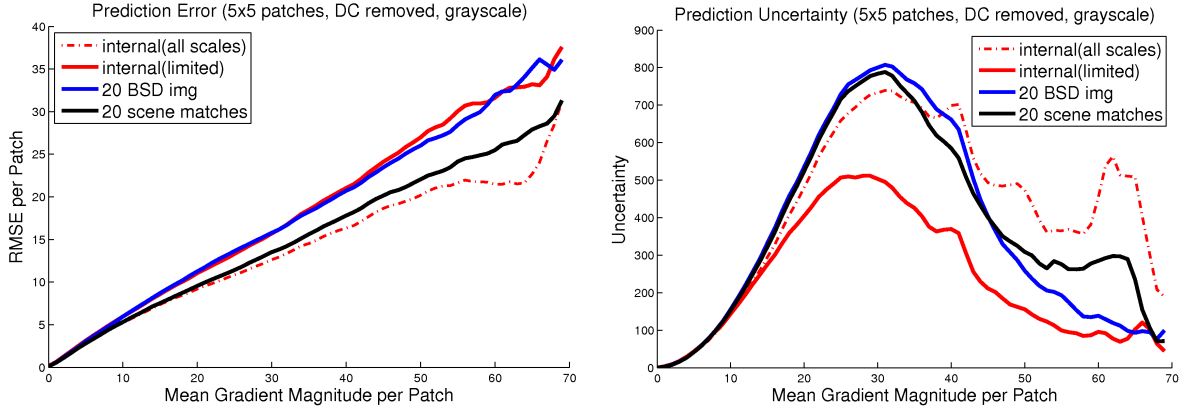 Prediction Error (5x5 patches, DC removed, grayscale)
40
35
30
25
20
15
10
5
0
RMSE per Patch
internal(all scales)
internal(limited)
20 BSD img
20 scene matches
0 10 20 30 40 50 60 70
Mean Gradient Magnitude per Patch
Prediction Uncertainty (5x5 patches, DC removed, grayscale)
900
800
700
600
500
400
300
200
100
0
Uncertainty
internal(all scales)
internal(limited)
20 BSD img
20 scene matches
0 10 20 30 40 50 60 70
Mean Gradient Magnitude per Patch